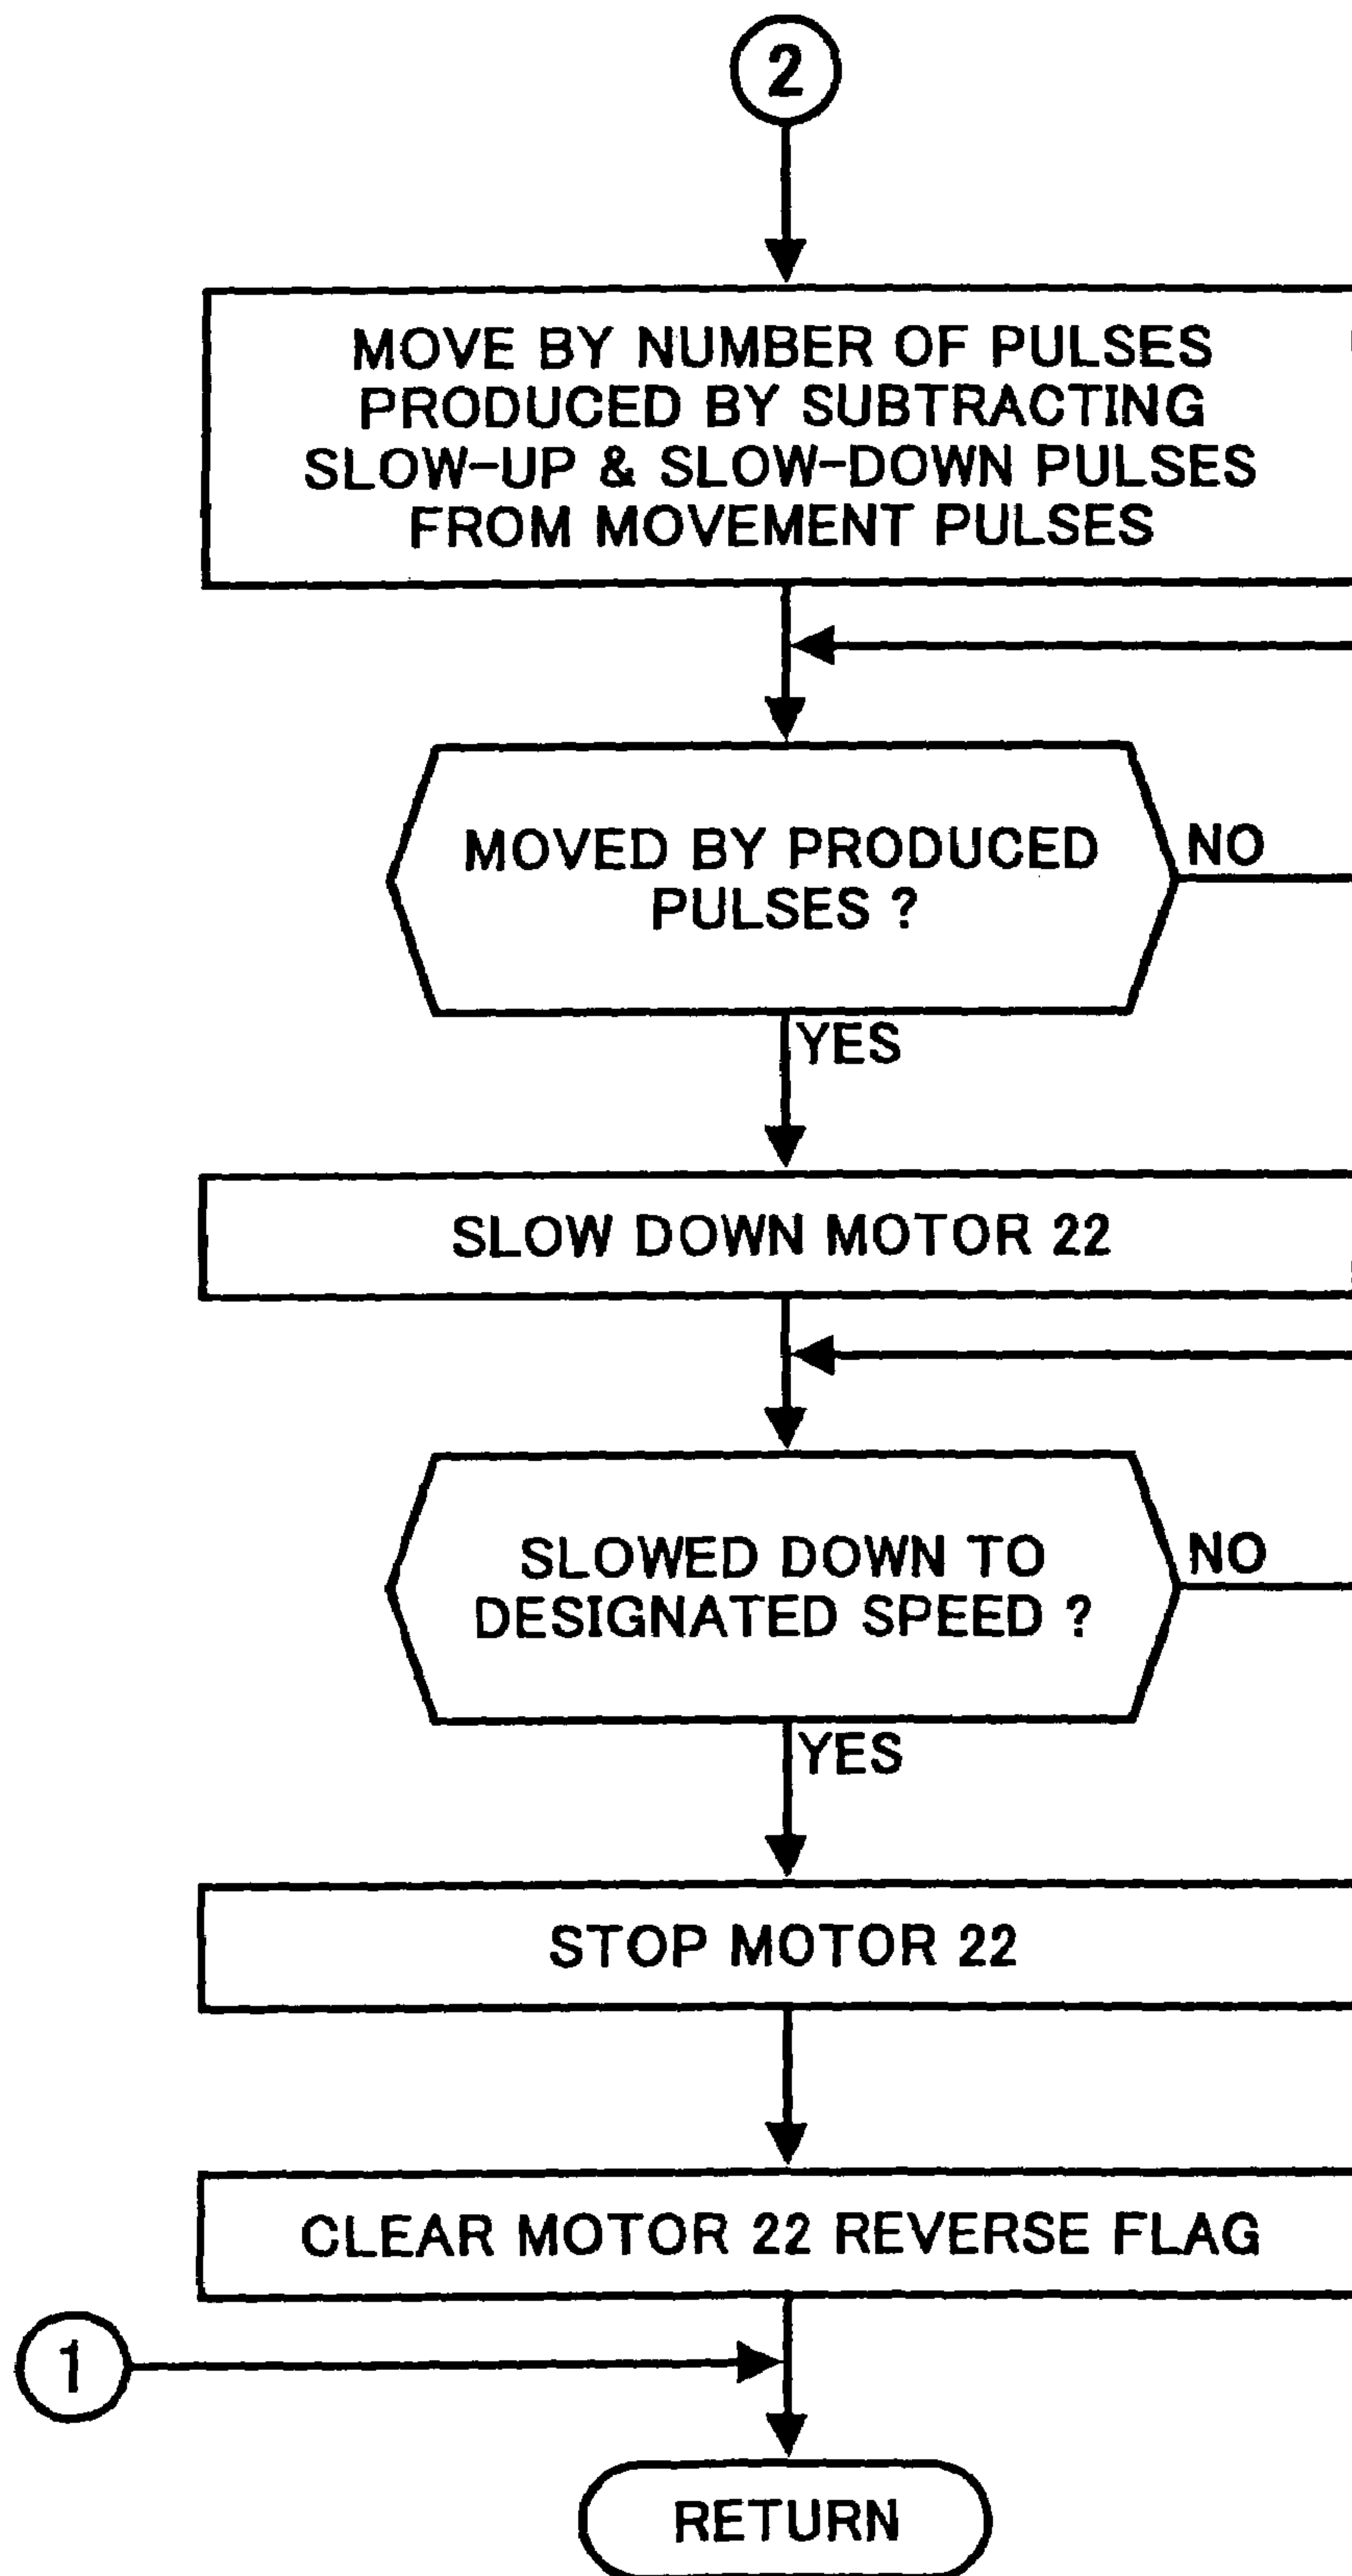 2
MOVE BY NUMBER OF PULSES
PRODUCED BY SUBTRACTING
SLOW-UP & SLOW-DOWN PULSES
FROM MOVEMENT PULSES
MOVED BY PRODUCED
PULSES ?
NO
YES
SLOW DOWN MOTOR 22
SLOWED DOWN TO
DESIGNATED SPEED ?
NO
YES
STOP MOTOR 22
CLEAR MOTOR 22 REVERSE FLAG
1
RETURN